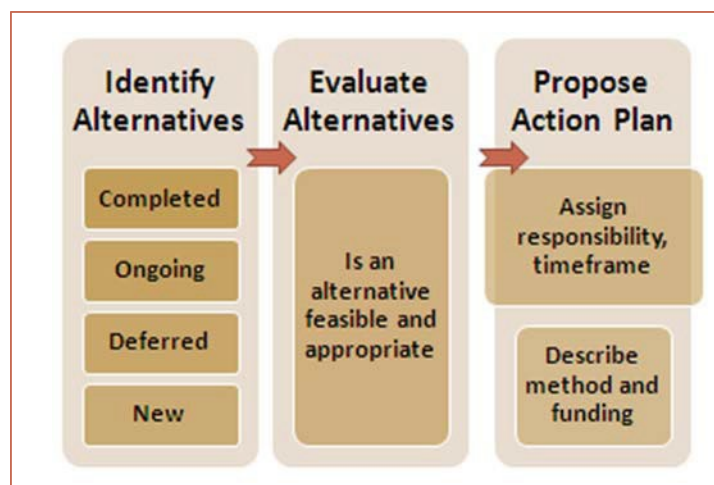 Identify
Alternatives
Completed
Ongoing
Deferred
New
Evaluate
Alternatives
Is an
alternative
feasible and
appropriate
Propose
Action Plan
Assign
responsibility,
timeframe
Describe
method and
funding